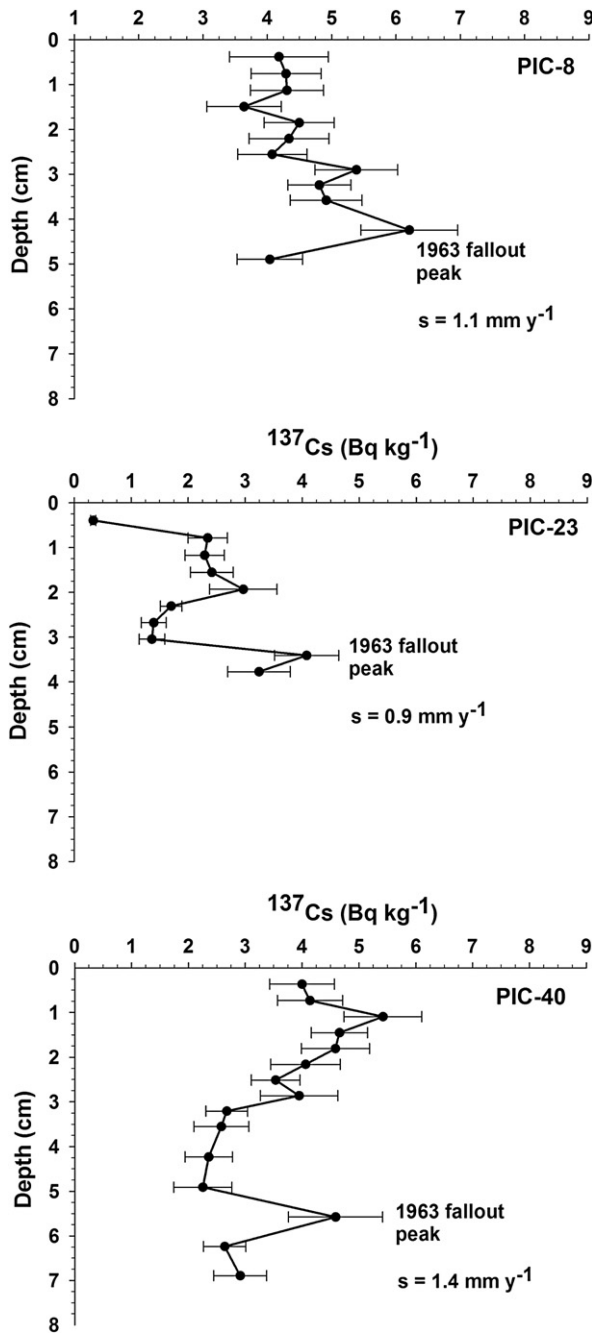 1 2 3 4 5 6 7 8 9
0
1
2
3
4
5
6
7
8
Depth (cm)
PIC-8
1963 fallout
peak
s = 1.1 mm y⁻¹
¹³⁷Cs (Bq kg⁻¹)
0 1 2 3 4 5 6 7 8 9
0
1
2
3
4
5
6
7
8
Depth (cm)
PIC-23
1963 fallout
peak
s = 0.9 mm y⁻¹
¹³⁷Cs (Bq kg⁻¹)
0 1 2 3 4 5 6 7 8 9
0
1
2
3
4
5
6
7
8
Depth (cm)
PIC-40
1963 fallout
peak
s = 1.4 mm y⁻¹